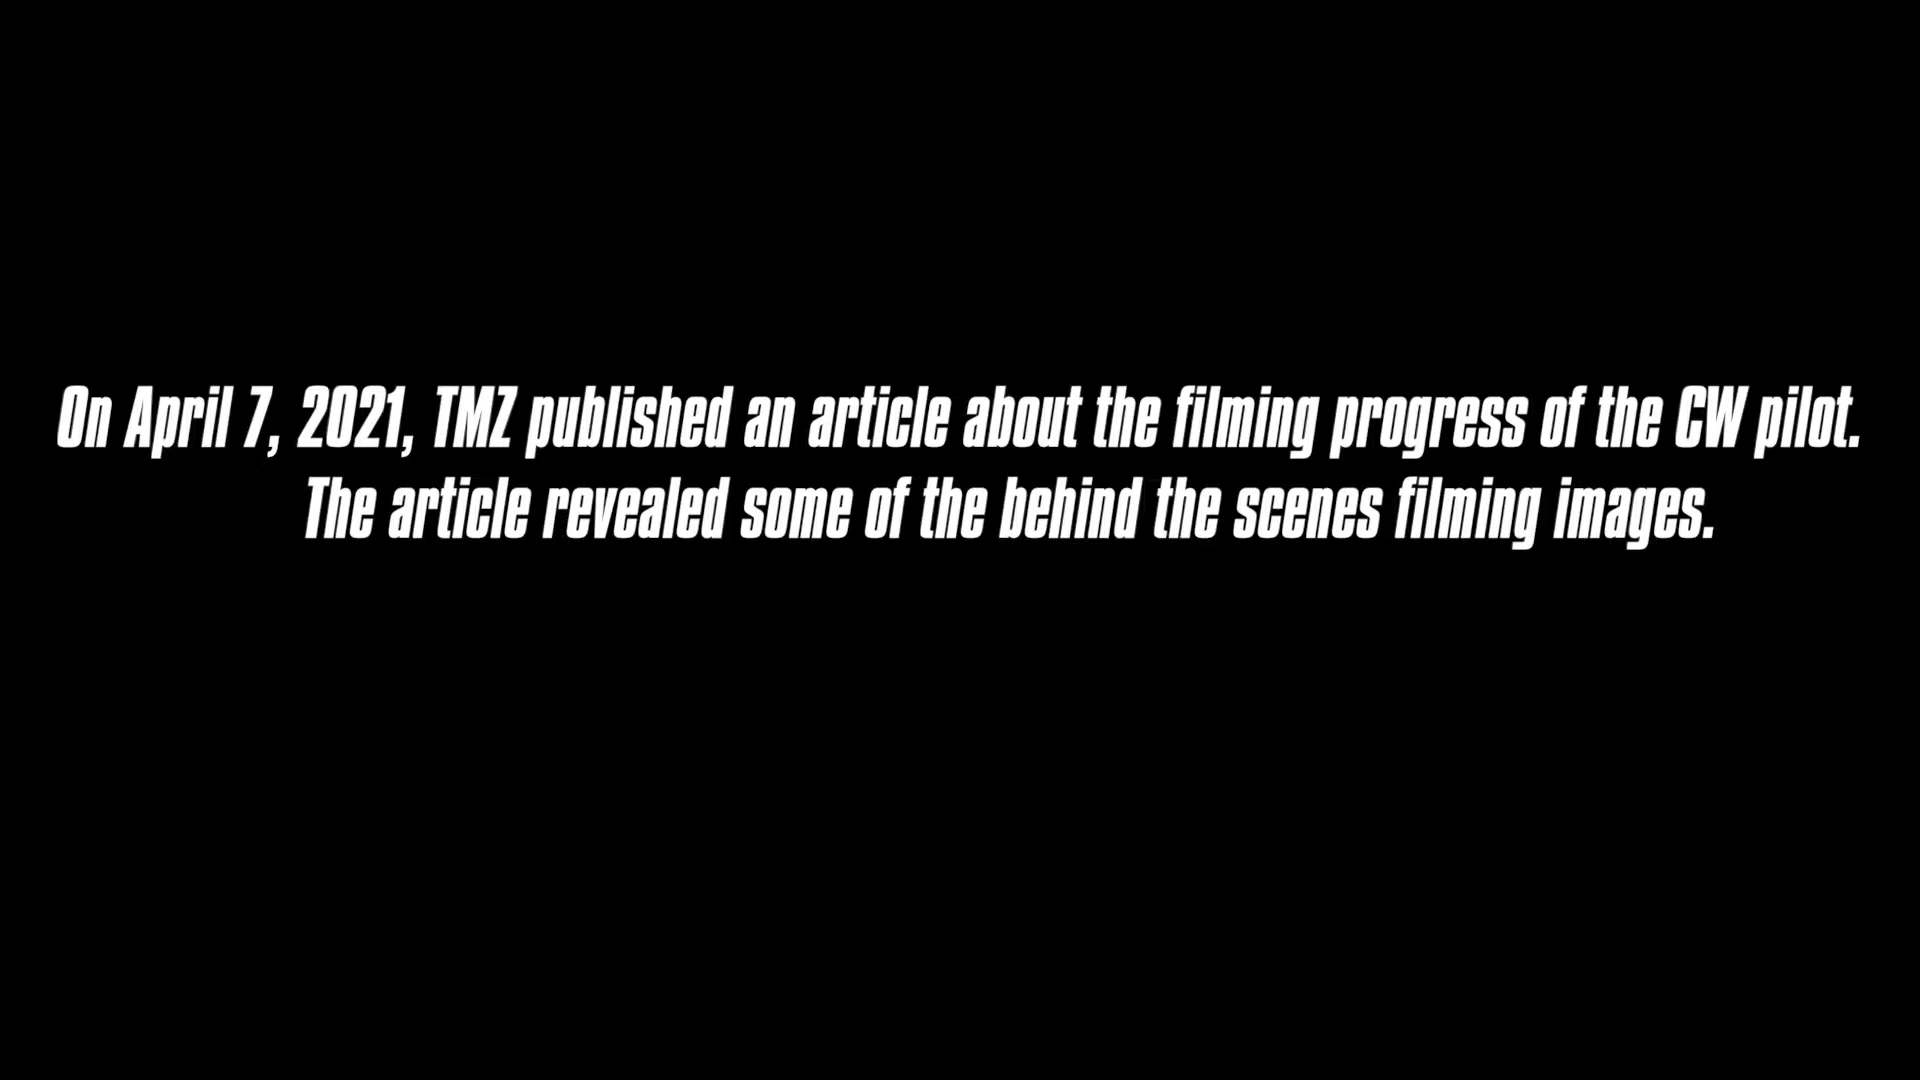 On April 7, 2021, TMZ published an article about the filming progress of the CW pilot.
The article revealed some of the behind the scenes filming images.